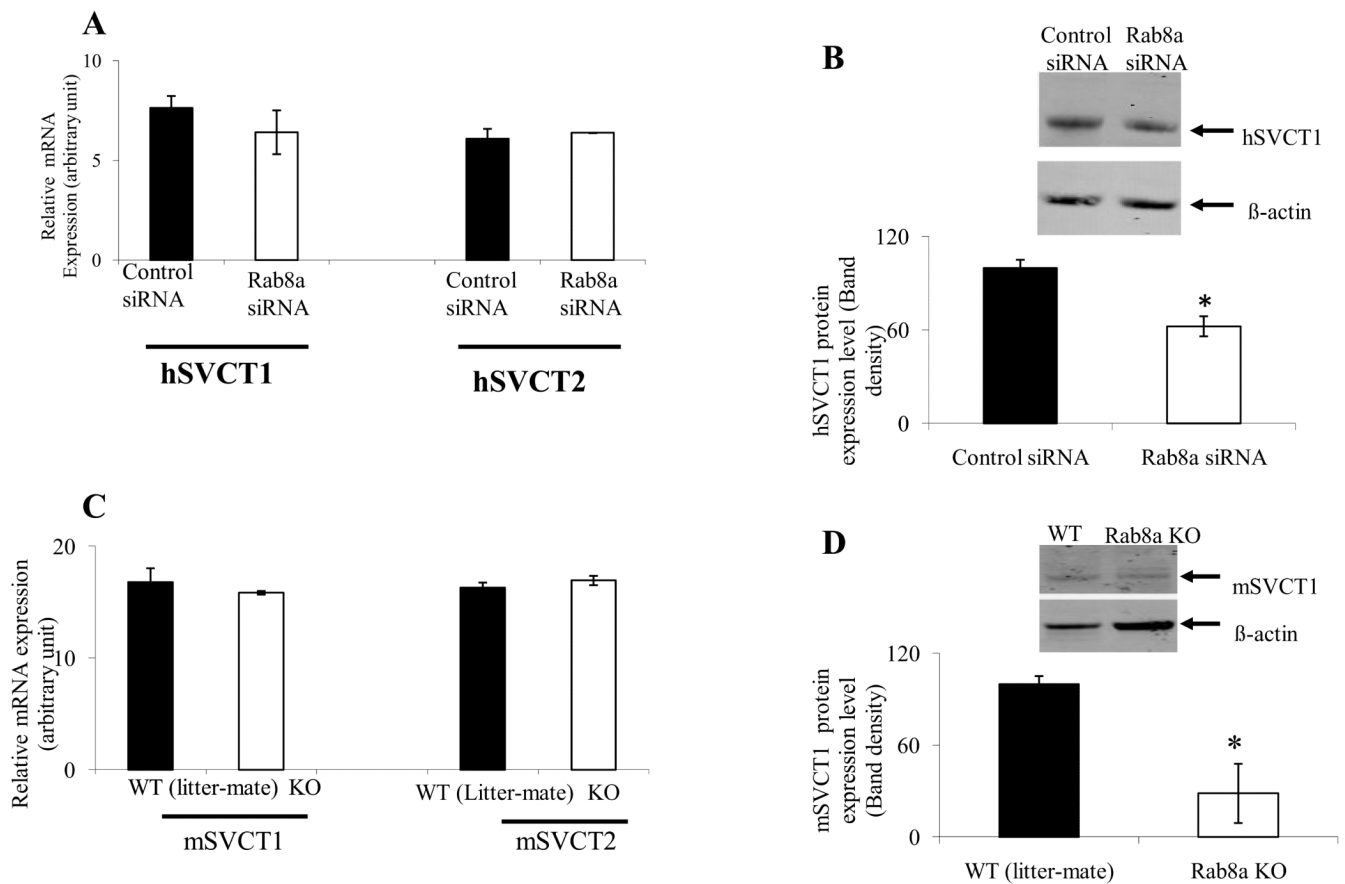 A
Relative mRNA
Expression (arbitrary unit)
10
5
0
Control
siRNA
Rab8a
siRNA
Control
siRNA
Rab8a
siRNA
hSVCT1
hSVCT2
B
Control
siRNA
Rab8a
siRNA
hSVCT1
ß-actin
hSVCT1 protein
expression level (Band
density)
120
60
0
*
Control siRNA
Rab8a siRNA
C
Relative mRNA expression
(arbitrary unit)
20
10
0
WT (litter-mate) KO
WT (Litter-mate) KO
mSVCT1
mSVCT2
D
WT
Rab8a KO
mSVCT1
ß-actin
mSVCT1 protein
expression level
(Band density)
120
60
0
*
WT (litter-mate)
Rab8a KO